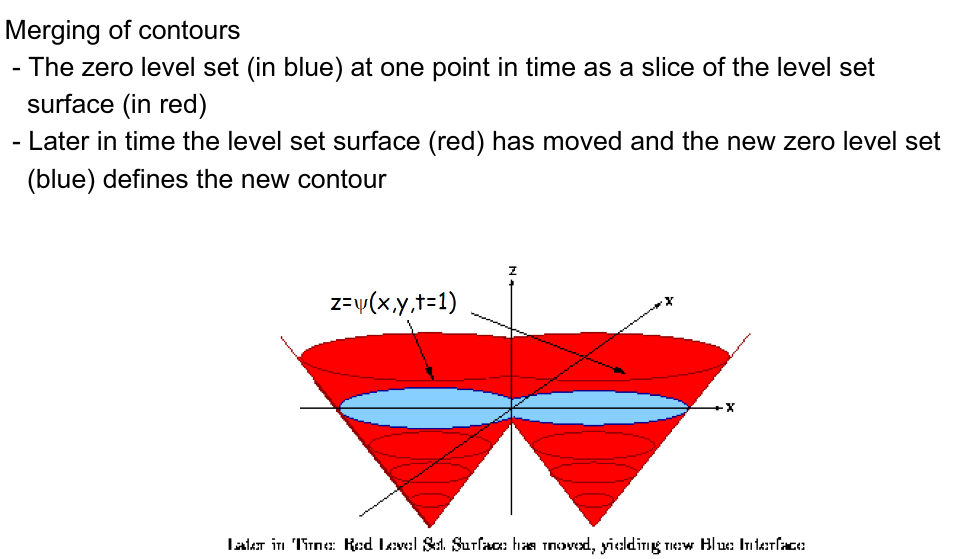 Merging of contours
- The zero level set (in blue) at one point in time as a slice of the level set
surface (in red)
- Later in time the level set surface (red) has moved and the new zero level set
(blue) defines the new contour
z
z=ψ(x,y,t=1)
x
x
Later in Time: Red Level Set Surface has moved, yielding new Blue Interface